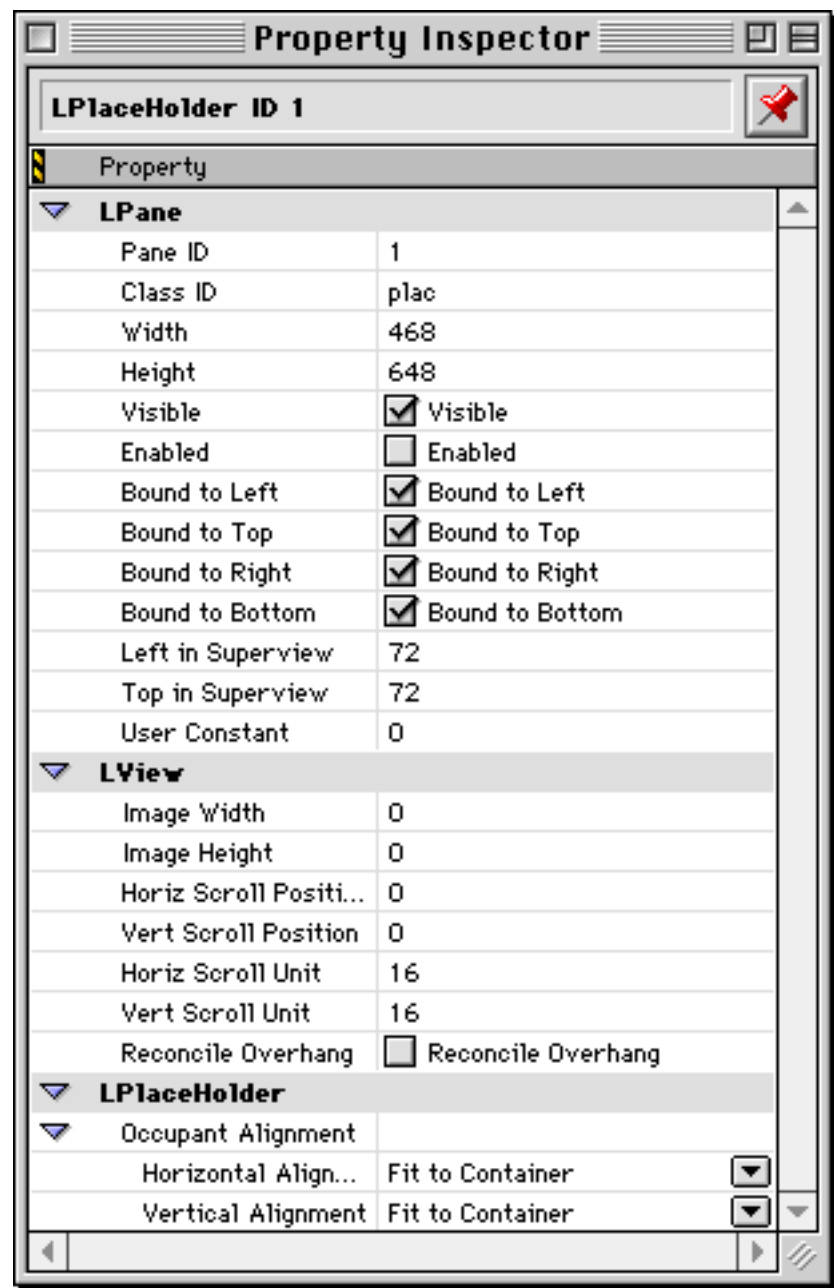 Property Inspector
LPlaceHolder ID 1
Property
LPane
Pane ID 1
Class ID plac
Width 468
Height 648
Visible Visible
Enabled Enabled
Bound to Left Bound to Left
Bound to Top Bound to Top
Bound to Right Bound to Right
Bound to Bottom Bound to Bottom
Left in Superview 72
Top in Superview 72
User Constant 0
LView
Image Width 0
Image Height 0
Horiz Scroll Positi... 0
Vert Scroll Position 0
Horiz Scroll Unit 16
Vert Scroll Unit 16
Reconcile Overhang Reconcile Overhang
LPlaceHolder
Occupant Alignment
Horizontal Align... Fit to Container
Vertical Alignment Fit to Container